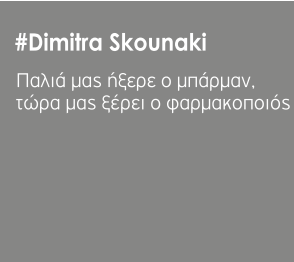 #Dimitra Skounaki
Παλιά μας ήξερε ο μπάρμαν,
τώρα μας ξέρει ο φαρμακοποιός